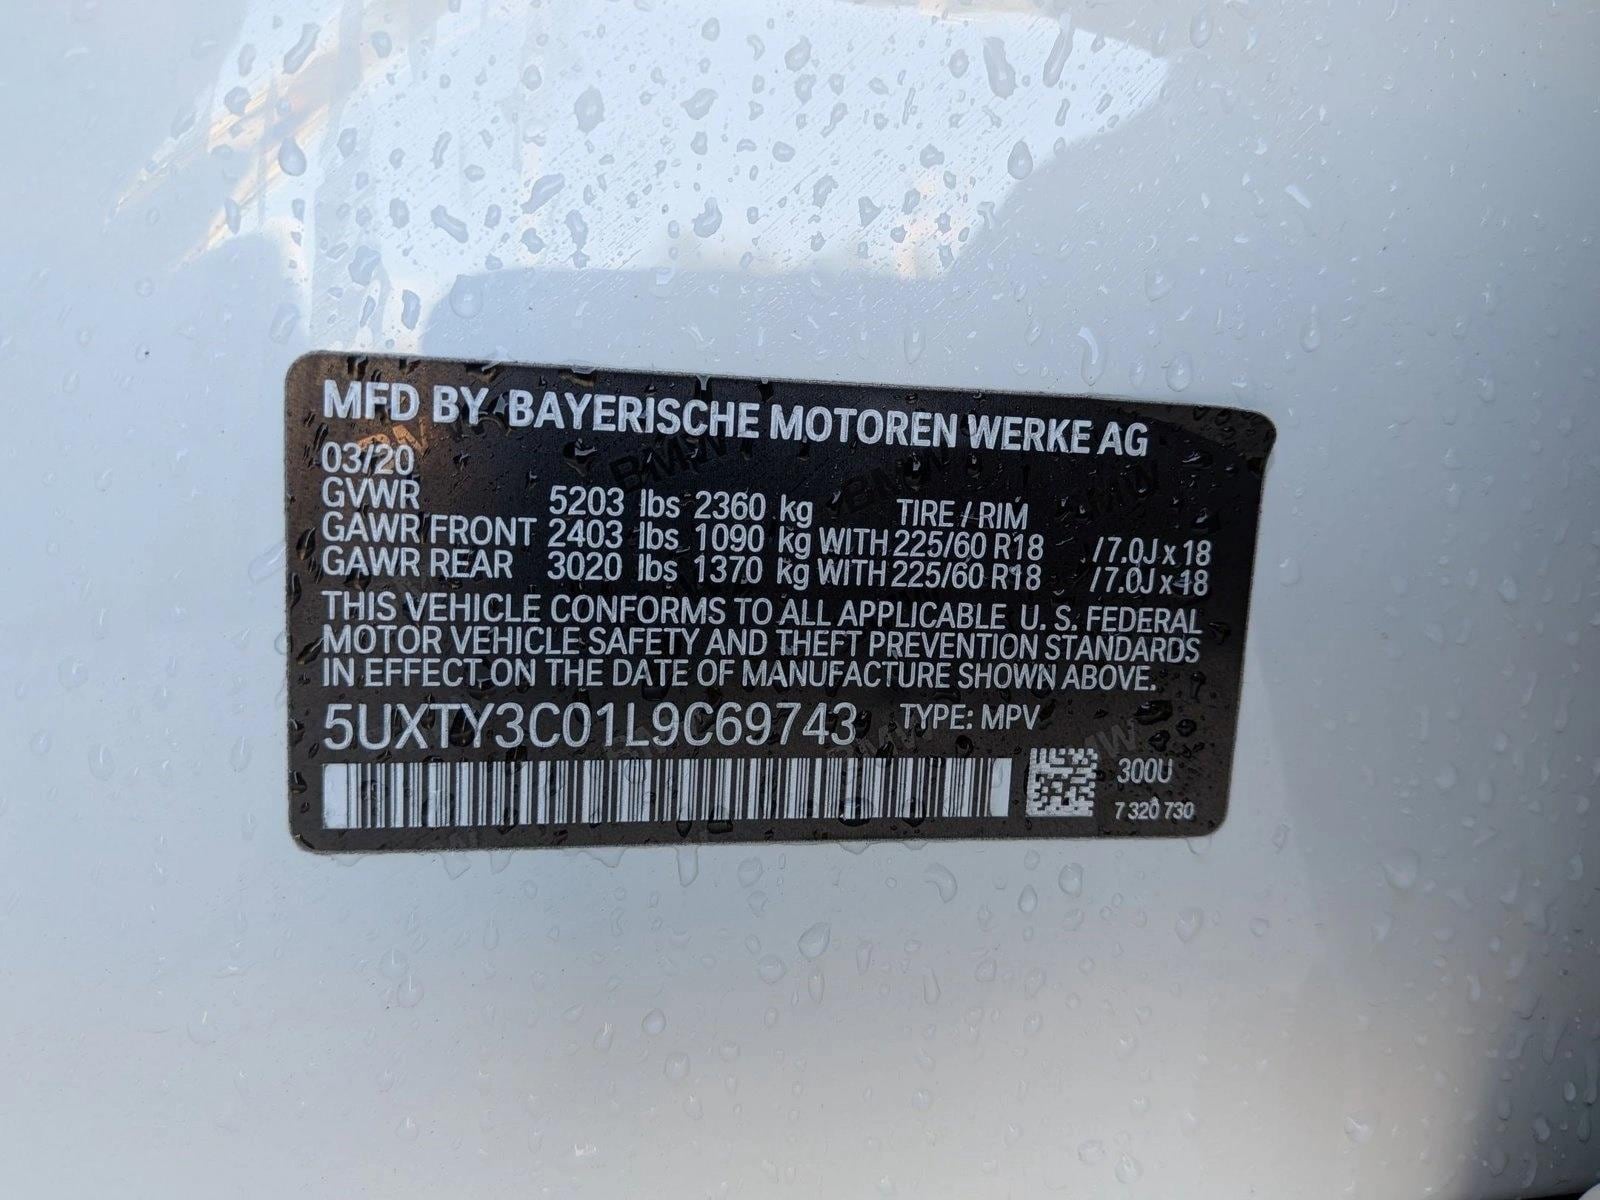 MFD BY BAYERISCHE MOTOREN WERKE AG
03/20
GVWR 5203 lbs 2360 kg TIRE / RIM
GAWR FRONT 2403 lbs 1090 kg WITH 225/60 R18 / 7.0J x 18
GAWR REAR 3020 lbs 1370 kg WITH 225/60 R18 / 7.0J x 18
THIS VEHICLE CONFORMS TO ALL APPLICABLE U. S. FEDERAL
MOTOR VEHICLE SAFETY AND THEFT PREVENTION STANDARDS
IN EFFECT ON THE DATE OF MANUFACTURE SHOWN ABOVE.
5UXTY3C01L9C69743 TYPE: MPV
300U
7 320 730